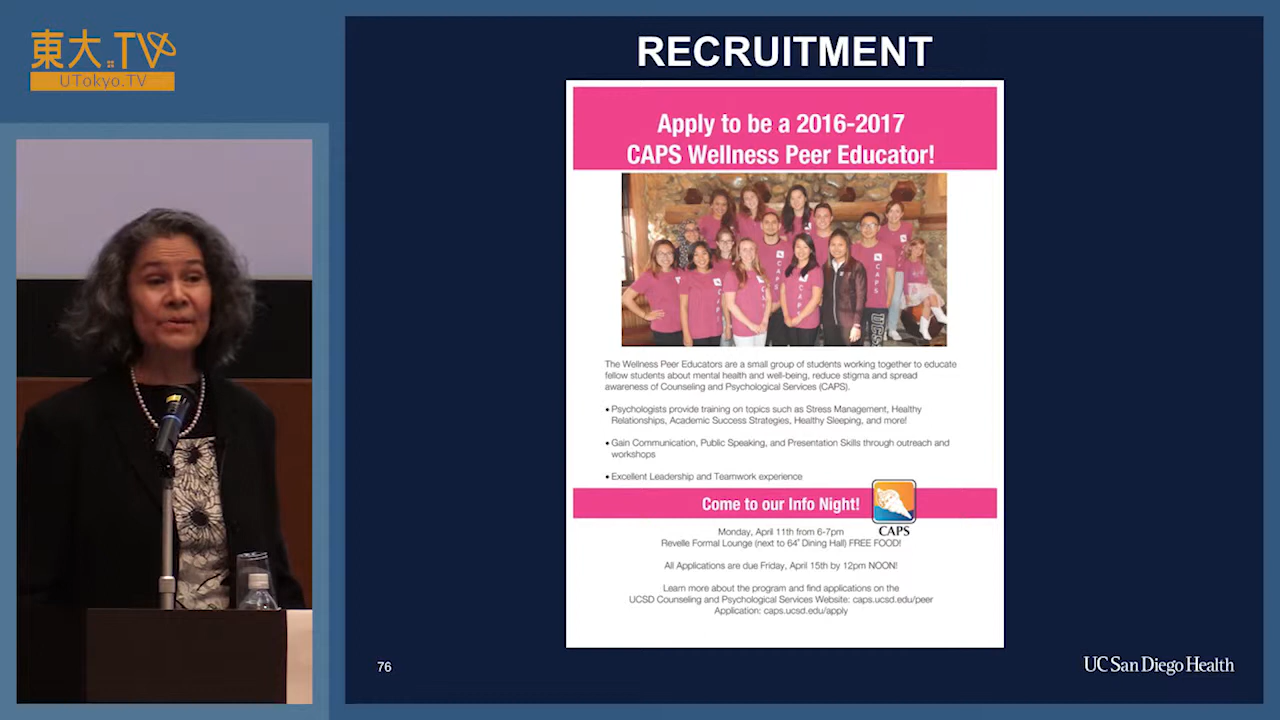 東大.TV
UTokyo.TV
RECRUITMENT
Apply to be a 2016-2017
CAPS Wellness Peer Educator!
CAPS
CAPS
CAPS
UCS
The Wellness Peer Educators are a small group of students working together to educate
fellow students about mental health and well-being, reduce stigma and spread
awareness of Counseling and Psychological Services (CAPS).
• Psychologists provide training on topics such as Stress Management, Healthy
Relationships, Academic Success Strategies, Healthy Sleeping, and more!
• Gain Communication, Public Speaking, and Presentation Skills through outreach and
workshops
• Excellent Leadership and Teamwork experience
Come to our Info Night!
CAPS
Monday, April 11th from 6-7pm
Revelle Formal Lounge (next to 64° Dining Hall) FREE FOOD!
All Applications are due Friday, April 15th by 12pm NOON!
Learn more about the program and find applications on the
UCSD Counseling and Psychological Services Website: caps.ucsd.edu/peer
Application: caps.ucsd.edu/apply
76
UC San Diego Health